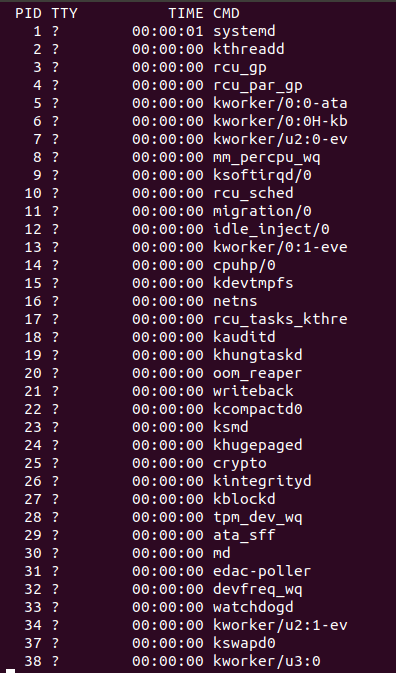 PID TTY          TIME CMD
    1 ?        00:00:01 systemd
    2 ?        00:00:00 kthreadd
    3 ?        00:00:00 rcu_gp
    4 ?        00:00:00 rcu_par_gp
    5 ?        00:00:00 kworker/0:0-ata
    6 ?        00:00:00 kworker/0:0H-kb
    7 ?        00:00:00 kworker/u2:0-ev
    8 ?        00:00:00 mm_percpu_wq
    9 ?        00:00:00 ksoftirqd/0
   10 ?        00:00:00 rcu_sched
   11 ?        00:00:00 migration/0
   12 ?        00:00:00 idle_inject/0
   13 ?        00:00:00 kworker/0:1-eve
   14 ?        00:00:00 cpuhp/0
   15 ?        00:00:00 kdevtmpfs
   16 ?        00:00:00 netns
   17 ?        00:00:00 rcu_tasks_kthre
   18 ?        00:00:00 kauditd
   19 ?        00:00:00 khungtaskd
   20 ?        00:00:00 oom_reaper
   21 ?        00:00:00 writeback
   22 ?        00:00:00 kcompactd0
   23 ?        00:00:00 ksmd
   24 ?        00:00:00 khugepaged
   25 ?        00:00:00 crypto
   26 ?        00:00:00 kintegrityd
   27 ?        00:00:00 kblockd
   28 ?        00:00:00 tpm_dev_wq
   29 ?        00:00:00 ata_sff
   30 ?        00:00:00 md
   31 ?        00:00:00 edac-poller
   32 ?        00:00:00 devfreq_wq
   33 ?        00:00:00 watchdogd
   34 ?        00:00:00 kworker/u2:1-ev
   37 ?        00:00:00 kswapd0
   38 ?        00:00:00 kworker/u3:0